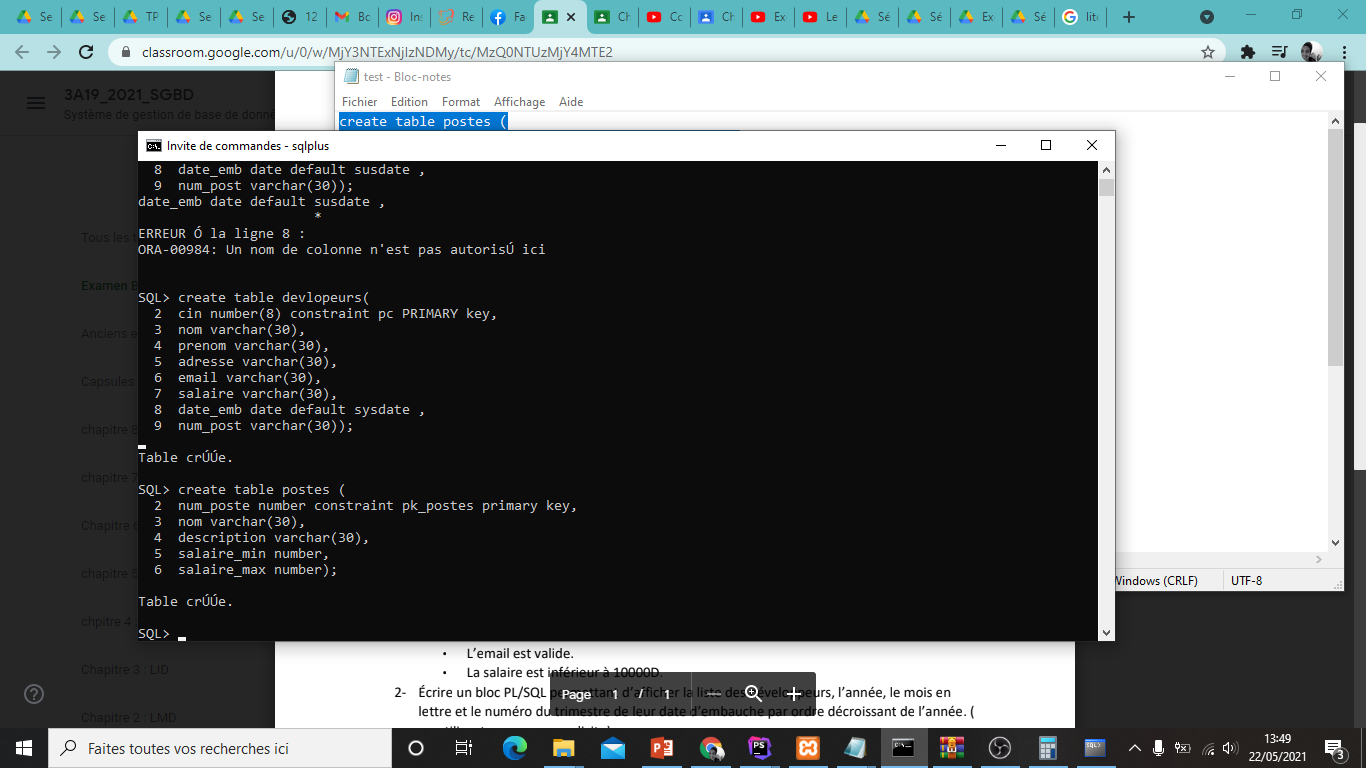 Se
Se
TP
Se
Se
12
Bc
Ins
Re
Fa
Ch
Cc
Ch
Ex
Le
Sé
Sé
Ex
Sé
classroom.google.com/u/0/w/MjY3NTExNjIzNDMy/tc/MzQ0NTUzMjY4MTE2
3A19_2021_SGBD
Système de gestion de base de donné
Tous les t
Examen B
Anciens e
Capsules
chapitre 8
chapitre 7
Chapitre 6
chapitre 5
chpitre 4
Chapitre 3 : LID
Chapitre 2 : LMD
test - Bloc-notes
Fichier Edition Format Affichage Aide
create table postes (
Invite de commandes - sqlplus
8 date_emb date default susdate ,
9 num_post varchar(30));
date_emb date default susdate ,
*
ERREUR Ó la ligne 8 :
ORA-00984: Un nom de colonne n'est pas autorisÚ ici
SQL> create table devlopeurs(
2 cin number(8) constraint pc PRIMARY key,
3 nom varchar(30),
4 prenom varchar(30),
5 adresse varchar(30),
6 email varchar(30),
7 salaire varchar(30),
8 date_emb date default sysdate ,
9 num_post varchar(30));
Table crÚÚe.
SQL> create table postes (
2 num_poste number constraint pk_postes primary key,
3 nom varchar(30),
4 description varchar(30),
5 salaire_min number,
6 salaire_max number);
Table crÚÚe.
SQL>
Windows (CRLF) UTF-8
• L'email est valide.
• La salaire est inférieur à 10000D.
2- Écrire un bloc PL/SQL permettant d'afficher la liste des développeurs, l'année, le mois en
lettre et le numéro du trimestre de leur date d'embauche par ordre décroissant de l'année. (
Page 1 / 1
Faites toutes vos recherches ici
13:49
22/05/2021
3